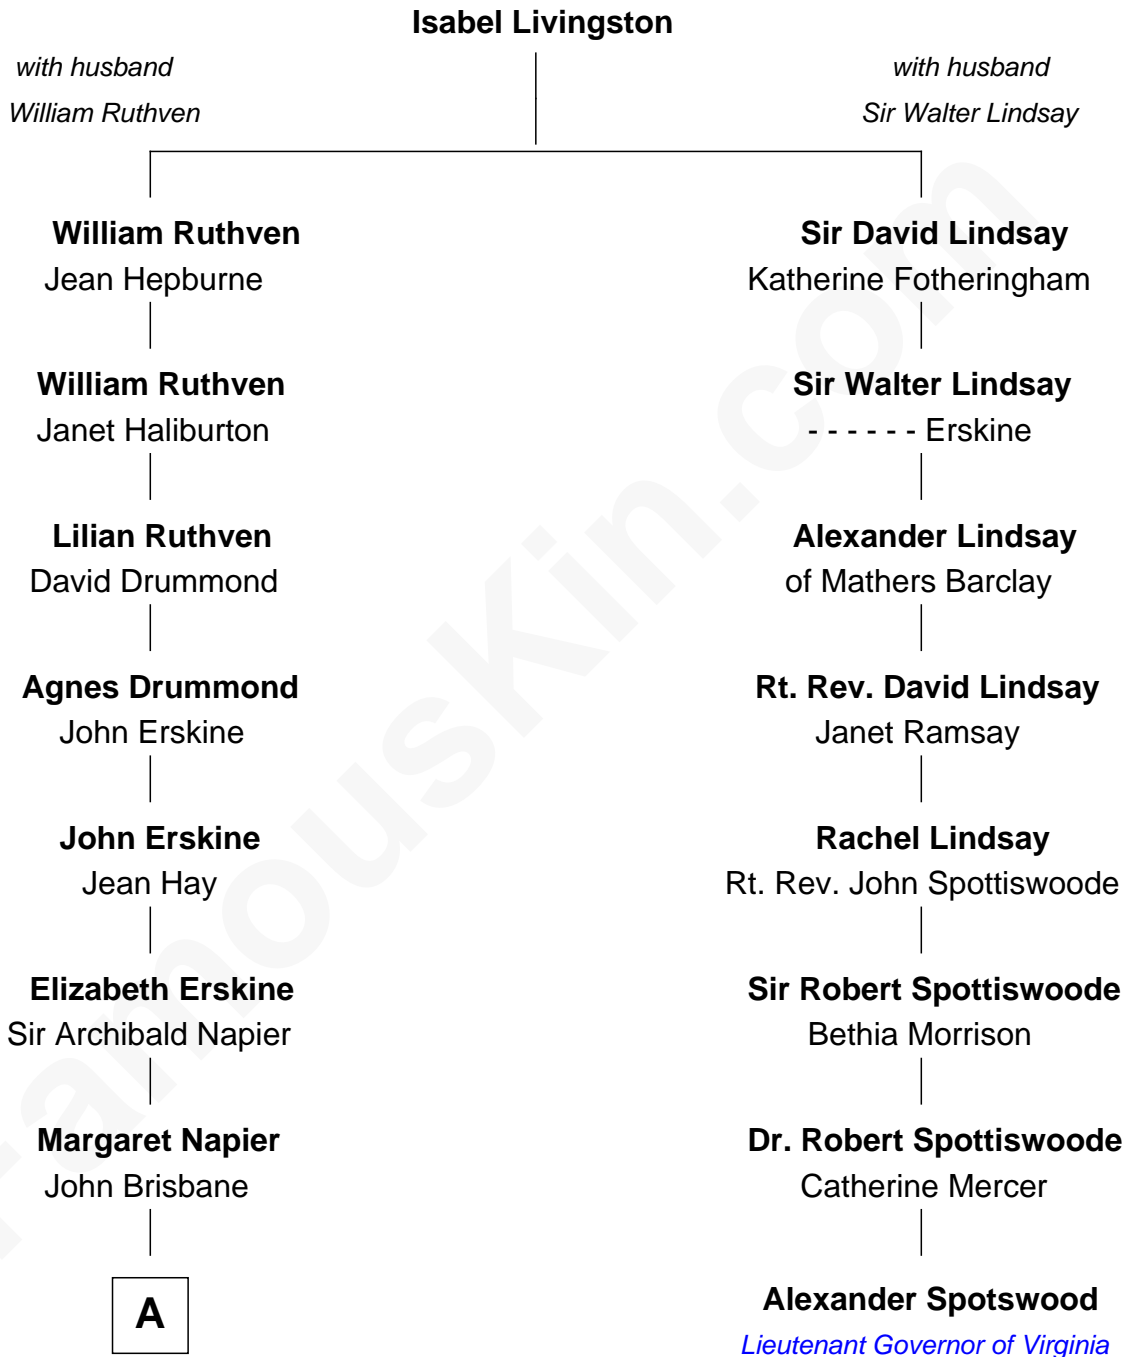 Isabel Livingston
with husband
William Ruthven
with husband
Sir Walter Lindsay
William Ruthven
Jean Hepburne
William Ruthven
Janet Haliburton
Lilian Ruthven
David Drummond
Agnes Drummond
John Erskine
John Erskine
Jean Hay
Elizabeth Erskine
Sir Archibald Napier
Margaret Napier
John Brisbane
A
Sir David Lindsay
Katherine Fotheringham
Sir Walter Lindsay
- - - - - - Erskine
Alexander Lindsay
of Mathers Barclay
Rt. Rev. David Lindsay
Janet Ramsay
Rachel Lindsay
Rt. Rev. John Spottiswoode
Sir Robert Spottiswoode
Bethia Morrison
Dr. Robert Spottiswoode
Catherine Mercer
Alexander Spotswood
Lieutenant Governor of Virginia
FamousKin.com